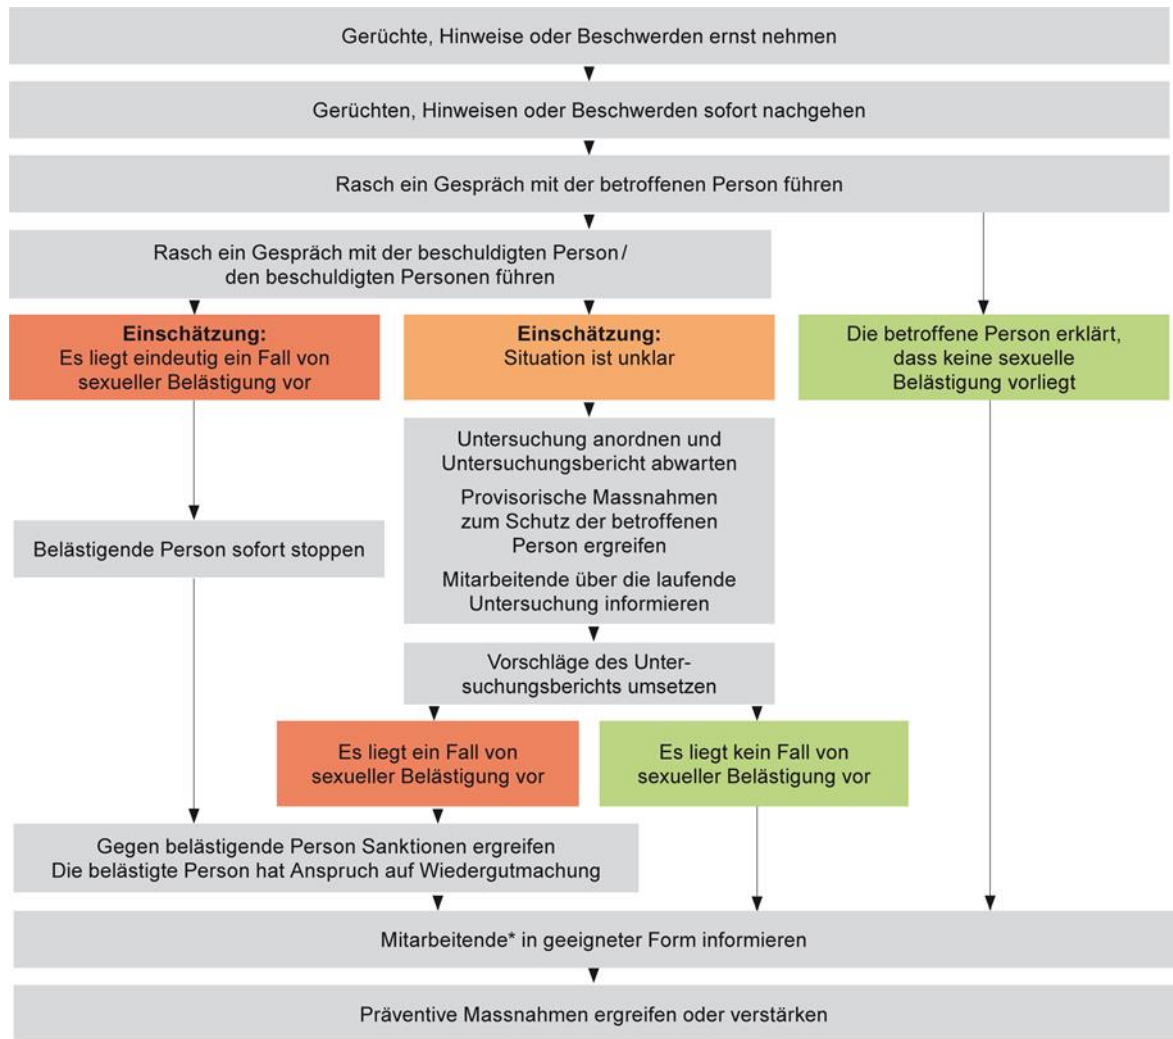 Gerüchte, Hinweise oder Beschwerden ernst nehmen
Gerüchten, Hinweisen oder Beschwerden sofort nachgehen
Rasch ein Gespräch mit der betroffenen Person führen
Rasch ein Gespräch mit der beschuldigten Person/
den beschuldigten Personen führen
Einschätzung:
Es liegt eindeutig ein Fall von
sexueller Belästigung vor
Einschätzung:
Situation ist unklar
Die betroffene Person erklärt,
dass keine sexuelle
Belästigung vorliegt
Untersuchung anordnen und
Untersuchungsbericht abwarten
Provisorische Massnahmen
zum Schutz der betroffenen
Person ergreifen
Mitarbeitende über die laufende
Untersuchung informieren
Belästigende Person sofort stoppen
Vorschläge des Unter-
suchungsberichts umsetzen
Es liegt ein Fall von
sexueller Belästigung vor
Es liegt kein Fall von
sexueller Belästigung vor
Gegen belästigende Person Sanktionen ergreifen
Die belästigte Person hat Anspruch auf Wiedergutmachung
Mitarbeitende* in geeigneter Form informieren
Präventive Massnahmen ergreifen oder verstärken